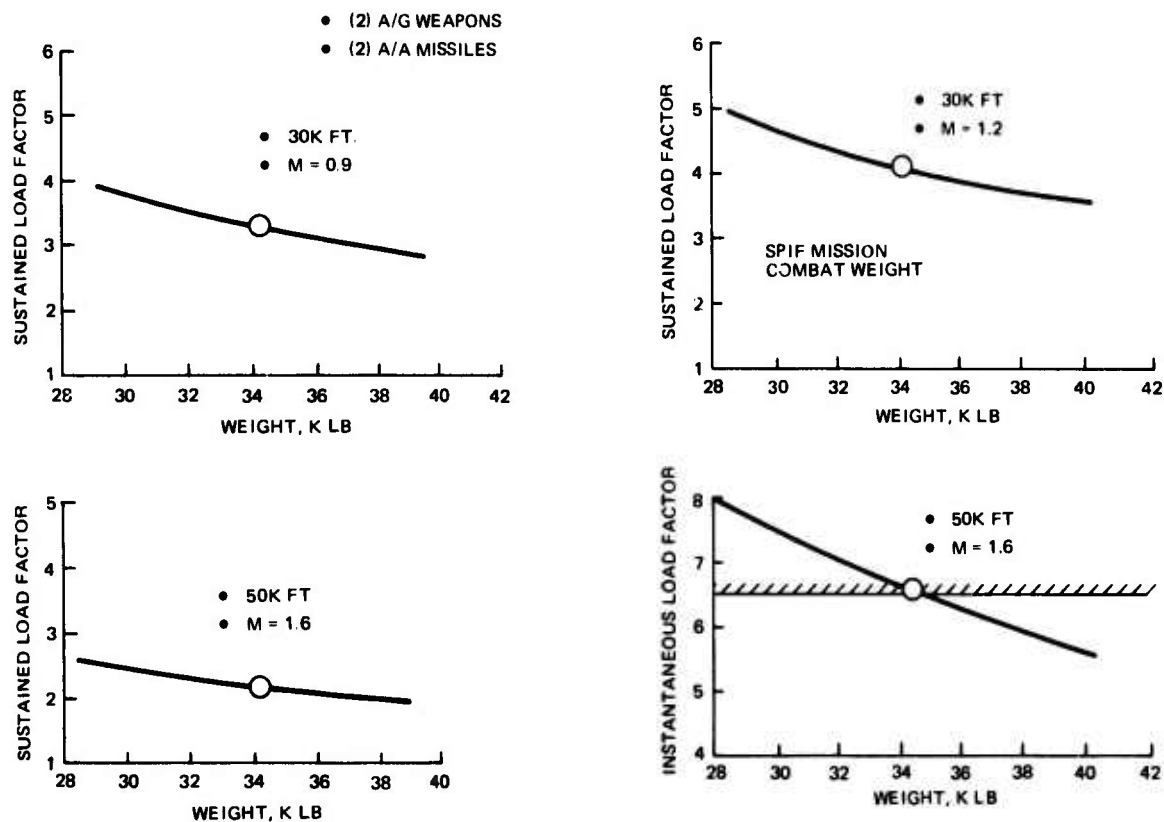 • (2) A/G WEAPONS
• (2) A/A MISSILES
SUSTAINED LOAD FACTOR
6
5
4
3
2
1
• 30K FT.
• M = 0.9
28 30 32 34 36 38 40 42
WEIGHT, K LB
SUSTAINED LOAD FACTOR
6
5
4
3
2
1
• 30K FT
• M = 1.2
SPIF MISSION
COMBAT WEIGHT
28 30 32 34 36 38 40 42
WEIGHT, K LB
SUSTAINED LOAD FACTOR
5
4
3
2
1
• 50K FT
• M = 1.6
28 30 32 34 36 38 40
WEIGHT, K LB
INSTANTANEOUS LOAD FACTOR
8
7
6
5
4
• 50K FT
• M = 1.6
28 30 32 34 36 38 40 42
WEIGHT, K LB